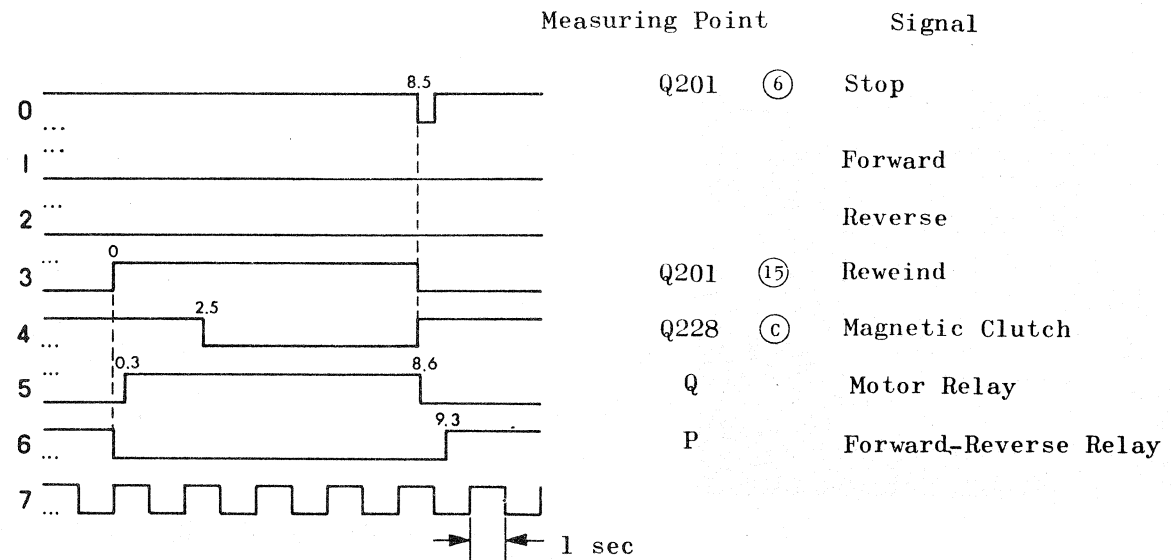 Measuring Point Signal
0 ... 8.5 Q201 6 Stop
1 ... Forward
2 ... Reverse
3 ... 0 Q201 15 Reweind
4 ... 2.5 Q228 C Magnetic Clutch
5 ... 0.3 8.6 Q Motor Relay
6 ... 9.3 P Forward-Reverse Relay
7 ...
1 sec